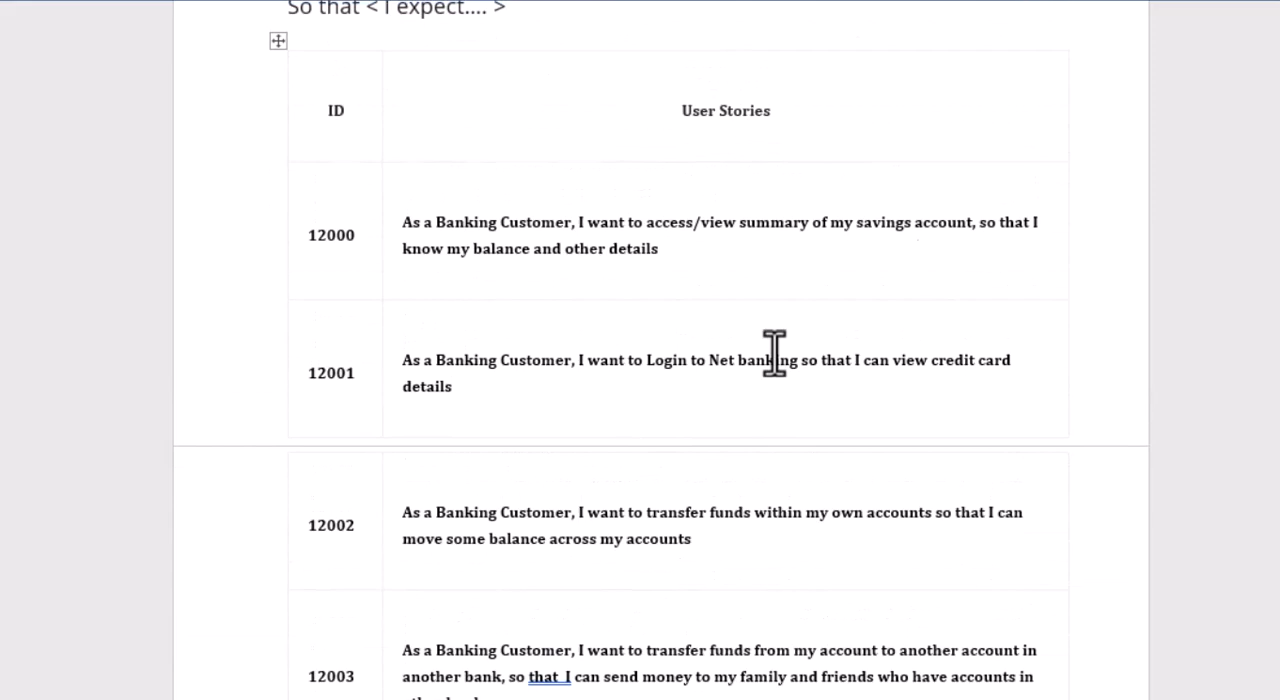 So that < I expect.... >
ID
User Stories
12000
As a Banking Customer, I want to access/view summary of my savings account, so that I
know my balance and other details
12001
As a Banking Customer, I want to Login to Net banking so that I can view credit card
details
12002
As a Banking Customer, I want to transfer funds within my own accounts so that I can
move some balance across my accounts
12003
As a Banking Customer, I want to transfer funds from my account to another account in
another bank, so that I can send money to my family and friends who have accounts in